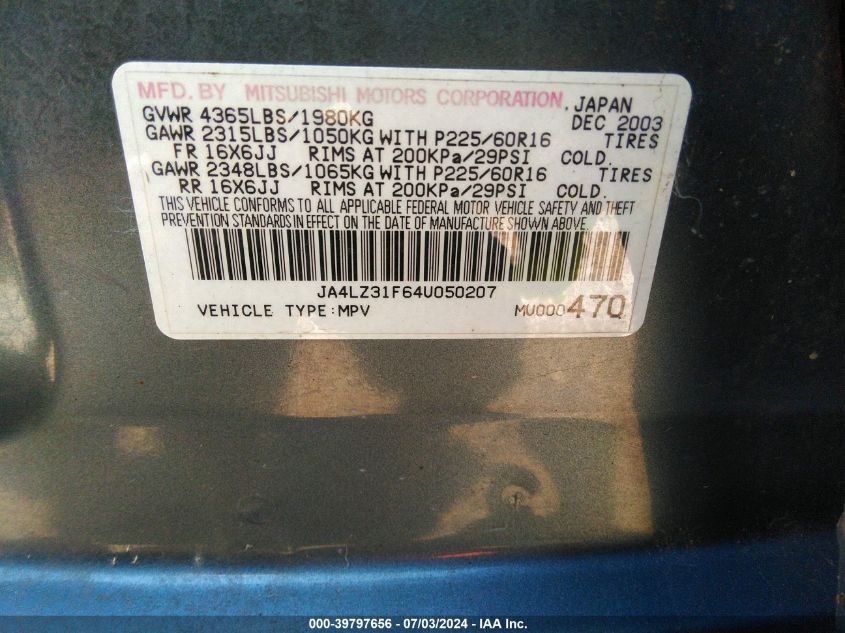 MFD. BY MITSUBISHI MOTORS CORPORATION, JAPAN
GVWR 4365LBS/1980KG DEC 2003
GAWR 2315LBS/1050KG WITH P225/60R16 TIRES
FR 16X6JJ RIMS AT 200KPa/29PSI COLD.
GAWR 2348LBS/1065KG WITH P225/60R16 TIRES
RR 16X6JJ RIMS AT 200KPa/29PSI COLD.
THIS VEHICLE CONFORMS TO ALL APPLICABLE FEDERAL MOTOR VEHICLE SAFETY AND THEFT
PREVENTION STANDARDS IN EFFECT ON THE DATE OF MANUFACTURE SHOWN ABOVE.
JA4LZ31F64U050207
VEHICLE TYPE:MPV MU000470
000-39797656 - 07/03/2024 - IAA Inc.